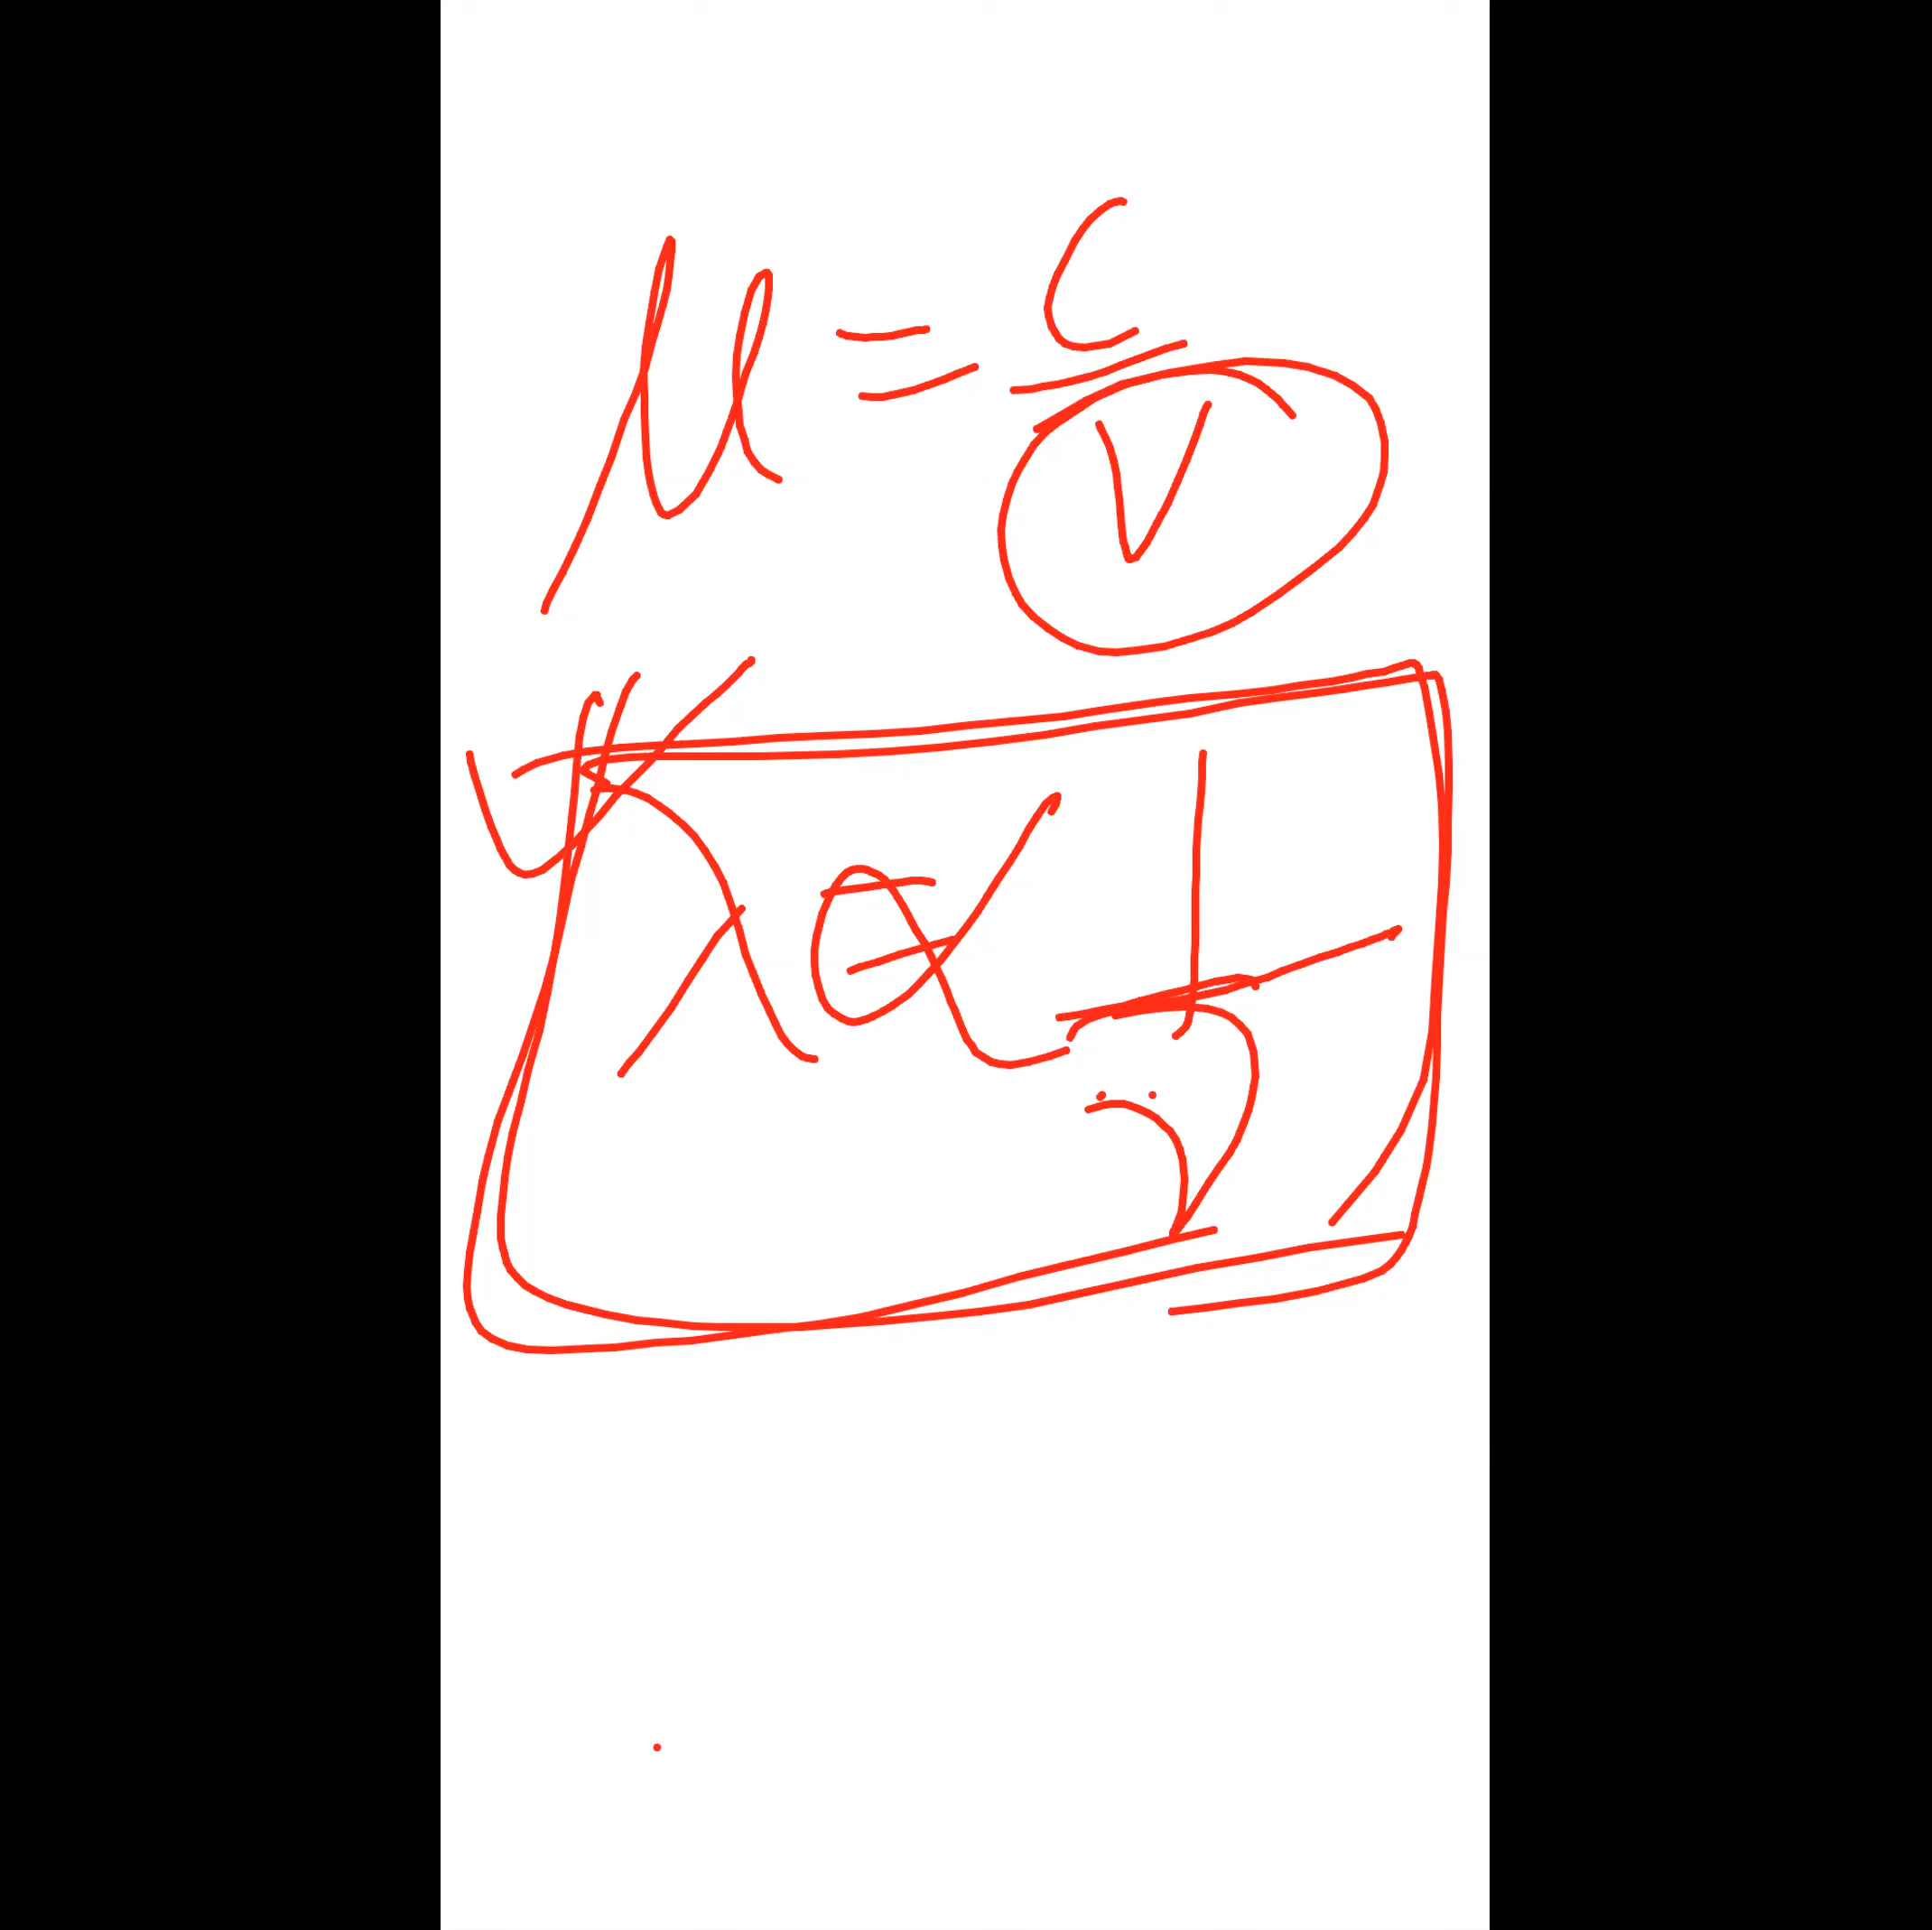 μ = c/v
λ α 1